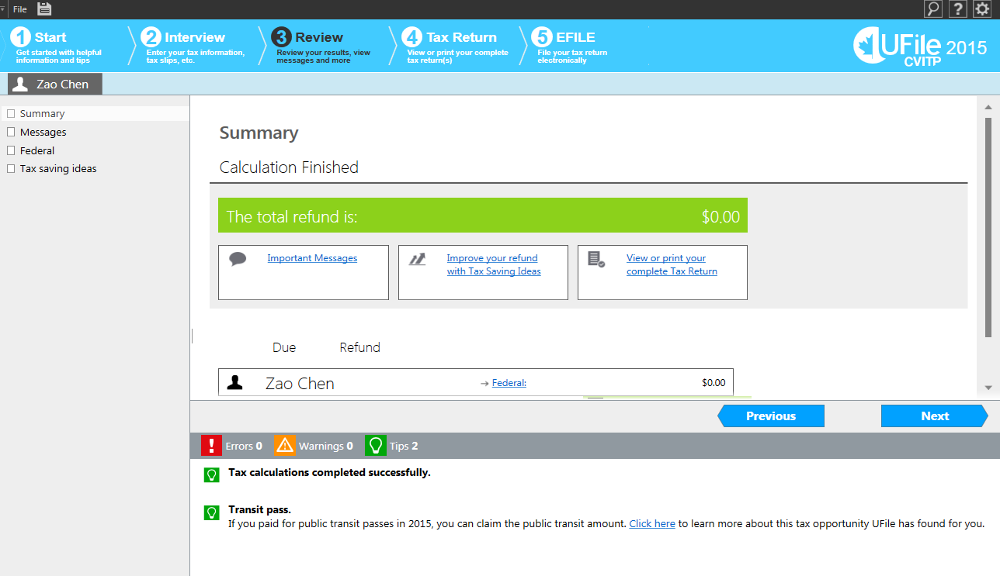 File
?
1 Start
Get started with helpful
information and tips
2 Interview
Enter your tax information,
tax slips, etc.
3 Review
Review your results, view
messages and more
4 Tax Return
View or print your complete
tax return(s)
5 EFILE
File your tax return
electronically
UFile 2015
CVITP
Zao Chen
Summary
Messages
Federal
Tax saving ideas
Summary
Calculation Finished
The total refund is: $0.00
Important Messages
Improve your refund
with Tax Saving Ideas
View or print your
complete Tax Return
Due Refund
Zao Chen → Federal: $0.00
Previous Next
Errors 0 Warnings 0 Tips 2
Tax calculations completed successfully.
Transit pass.
If you paid for public transit passes in 2015, you can claim the public transit amount. Click here to learn more about this tax opportunity UFile has found for you.